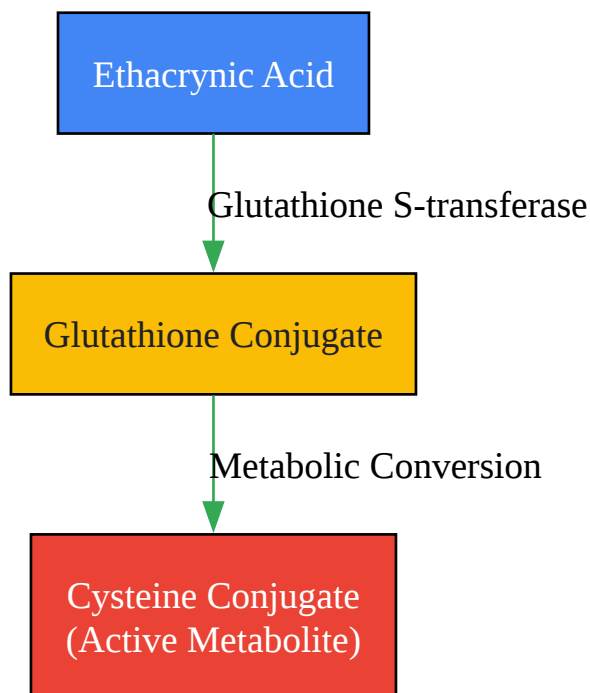 Ethacrynic Acid
Glutathione S-transferase
Glutathione Conjugate
Metabolic Conversion
Cysteine Conjugate
(Active Metabolite)